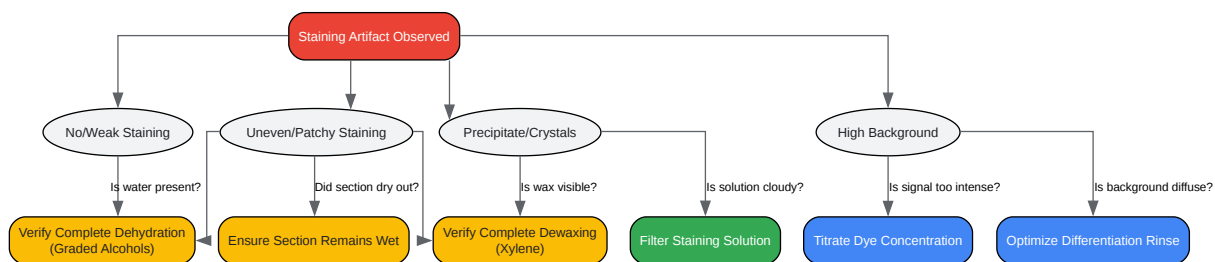 Staining Artifact Observed
No/Weak Staining
Uneven/Patchy Staining
Precipitate/Crystals
High Background
Is water present?
Did section dry out?
Is wax visible?
Is solution cloudy?
Is signal too intense?
Is background diffuse?
Verify Complete Dehydration
(Graded Alcohols)
Ensure Section Remains Wet
Verify Complete Dewaxing
(Xylene)
Filter Staining Solution
Titrate Dye Concentration
Optimize Differentiation Rinse